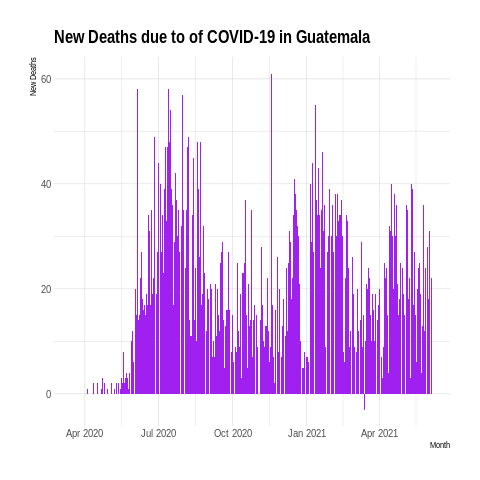 New Deaths due to of COVID-19 in Guatemala
New Deaths
60
40
20
0
Apr 2020 Jul 2020 Oct 2020 Jan 2021 Apr 2021
Month